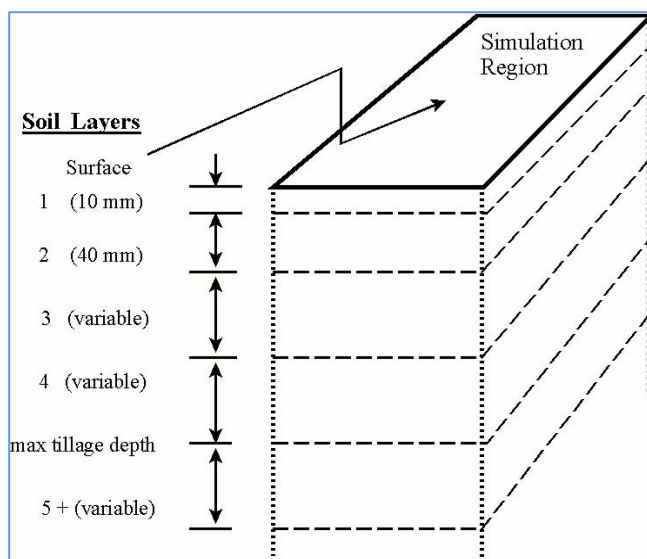 Simulation
Region
Soil Layers
Surface
1 (10 mm)
2 (40 mm)
3 (variable)
4 (variable)
max tillage depth
5 + (variable)